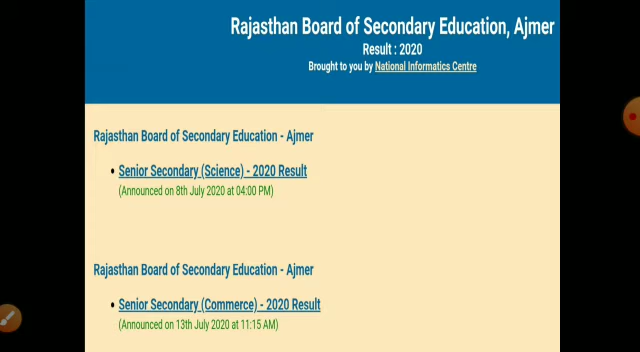 Rajasthan Board of Secondary Education, Ajmer
Result : 2020
Brought to you by National Informatics Centre
Rajasthan Board of Secondary Education - Ajmer
• Senior Secondary (Science) - 2020 Result
(Announced on 8th July 2020 at 04:00 PM)
Rajasthan Board of Secondary Education - Ajmer
• Senior Secondary (Commerce) - 2020 Result
(Announced on 13th July 2020 at 11:15 AM)